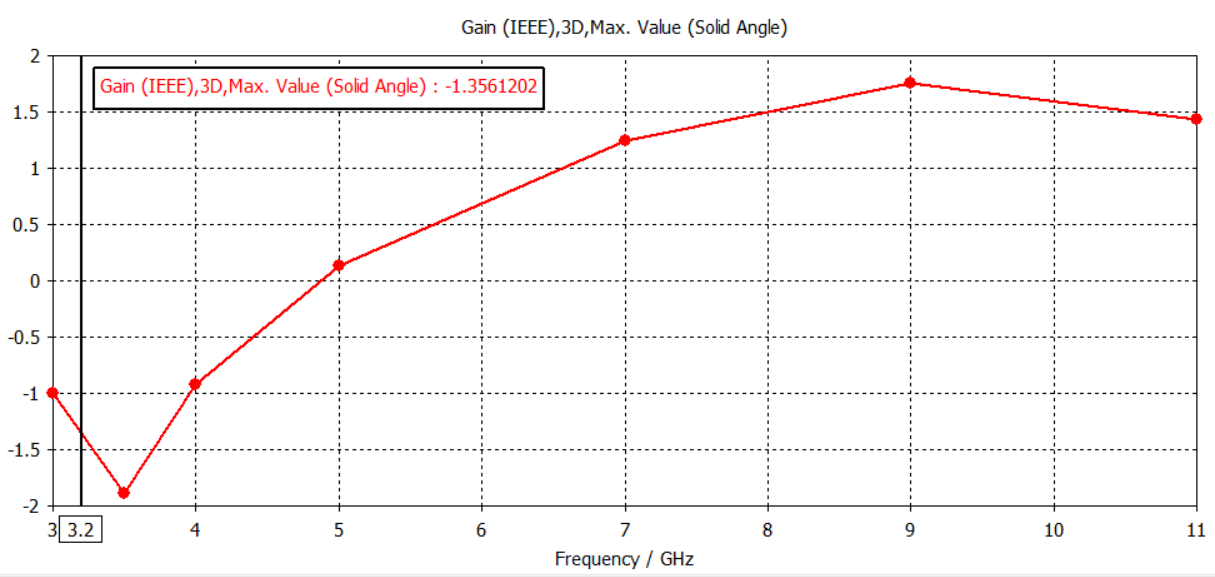 Gain (IEEE),3D,Max. Value (Solid Angle)
Gain (IEEE),3D,Max. Value (Solid Angle) : -1.3561202
2
1.5
1
0.5
0
-0.5
-1
-1.5
-2
3 3.2 4 5 6 7 8 9 10 11
Frequency / GHz